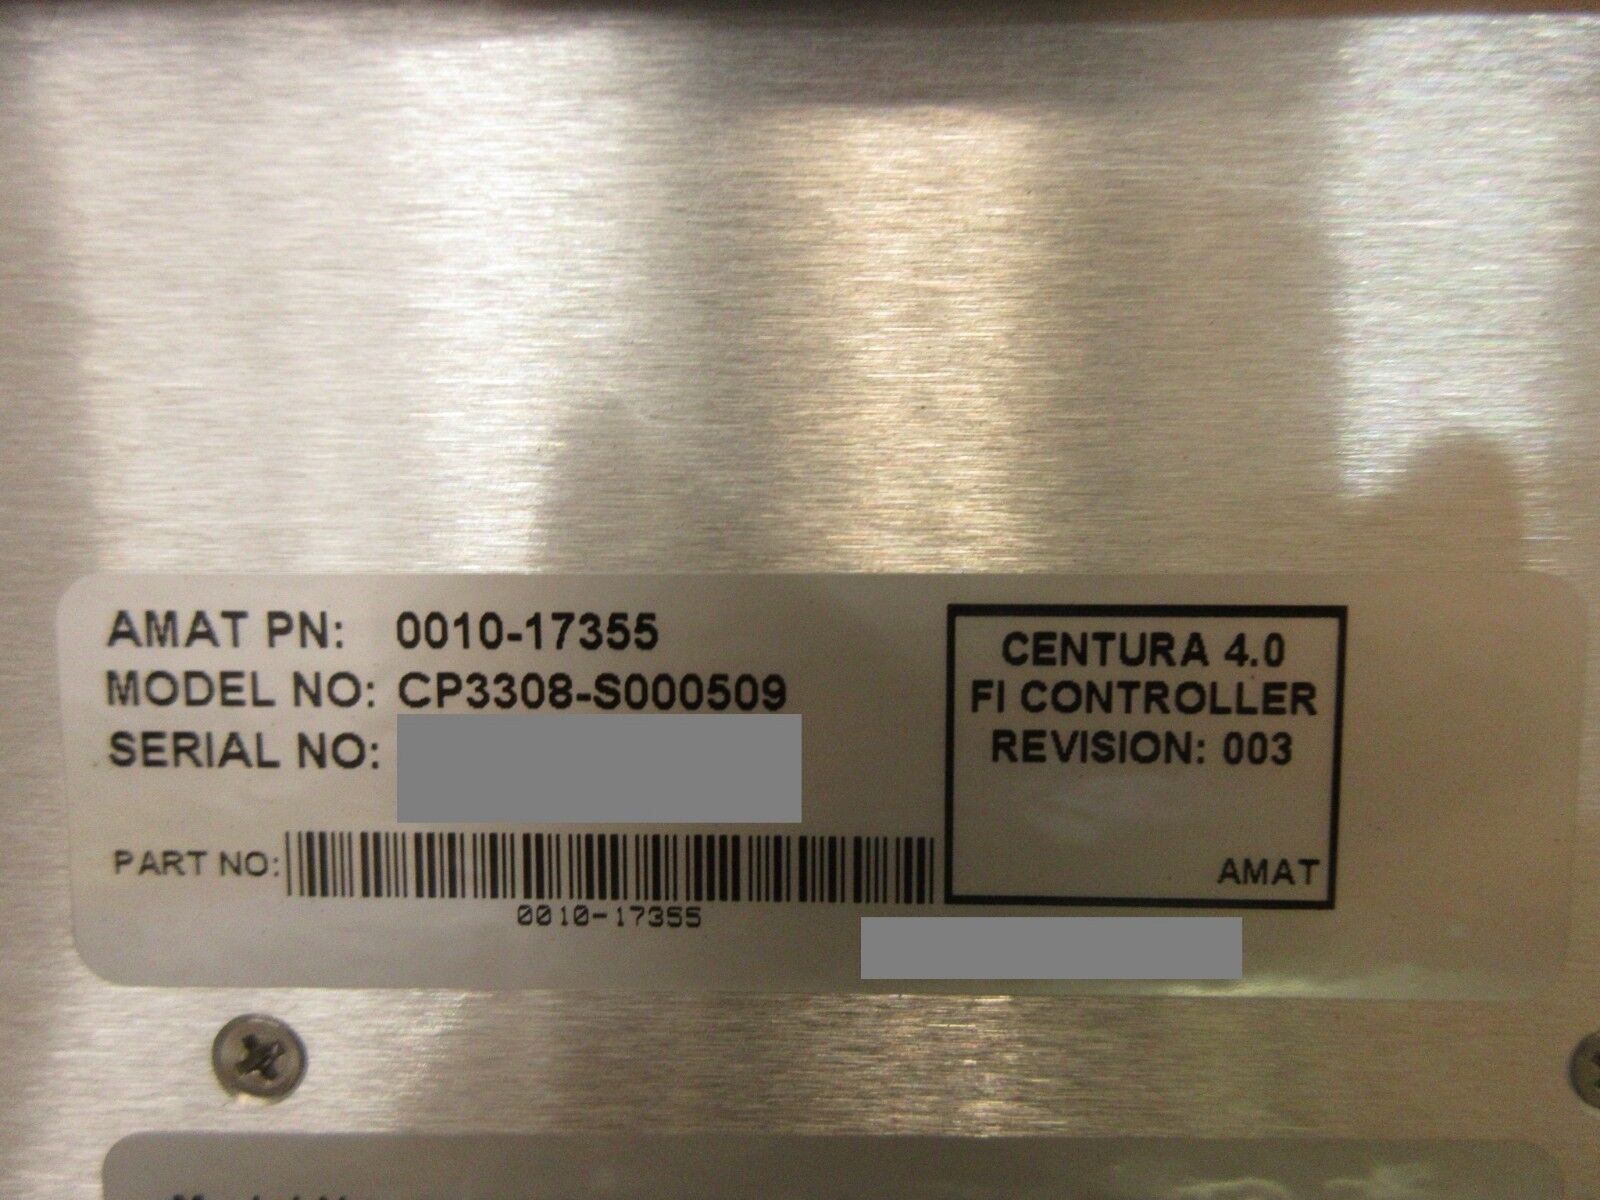 AMAT PN: 0010-17355
MODEL NO: CP3308-S000509
SERIAL NO:
PART NO:
0010-17355
CENTURA 4.0
FI CONTROLLER
REVISION: 003
AMAT